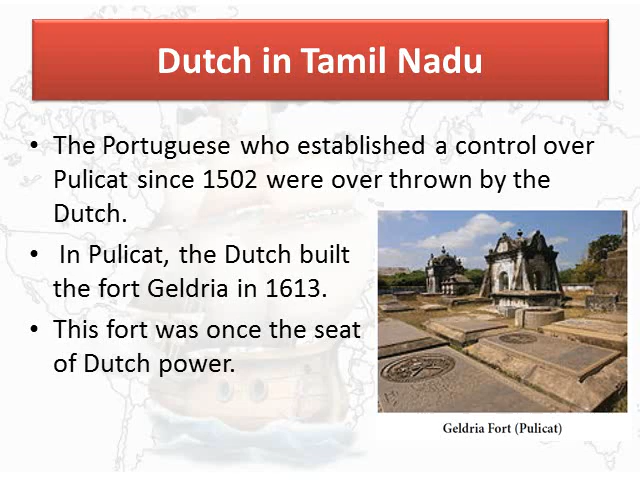 Dutch in Tamil Nadu
• The Portuguese who established a control over
Pulicat since 1502 were over thrown by the
Dutch.
• In Pulicat, the Dutch built
the fort Geldria in 1613.
• This fort was once the seat
of Dutch power.
Geldria Fort (Pulicat)